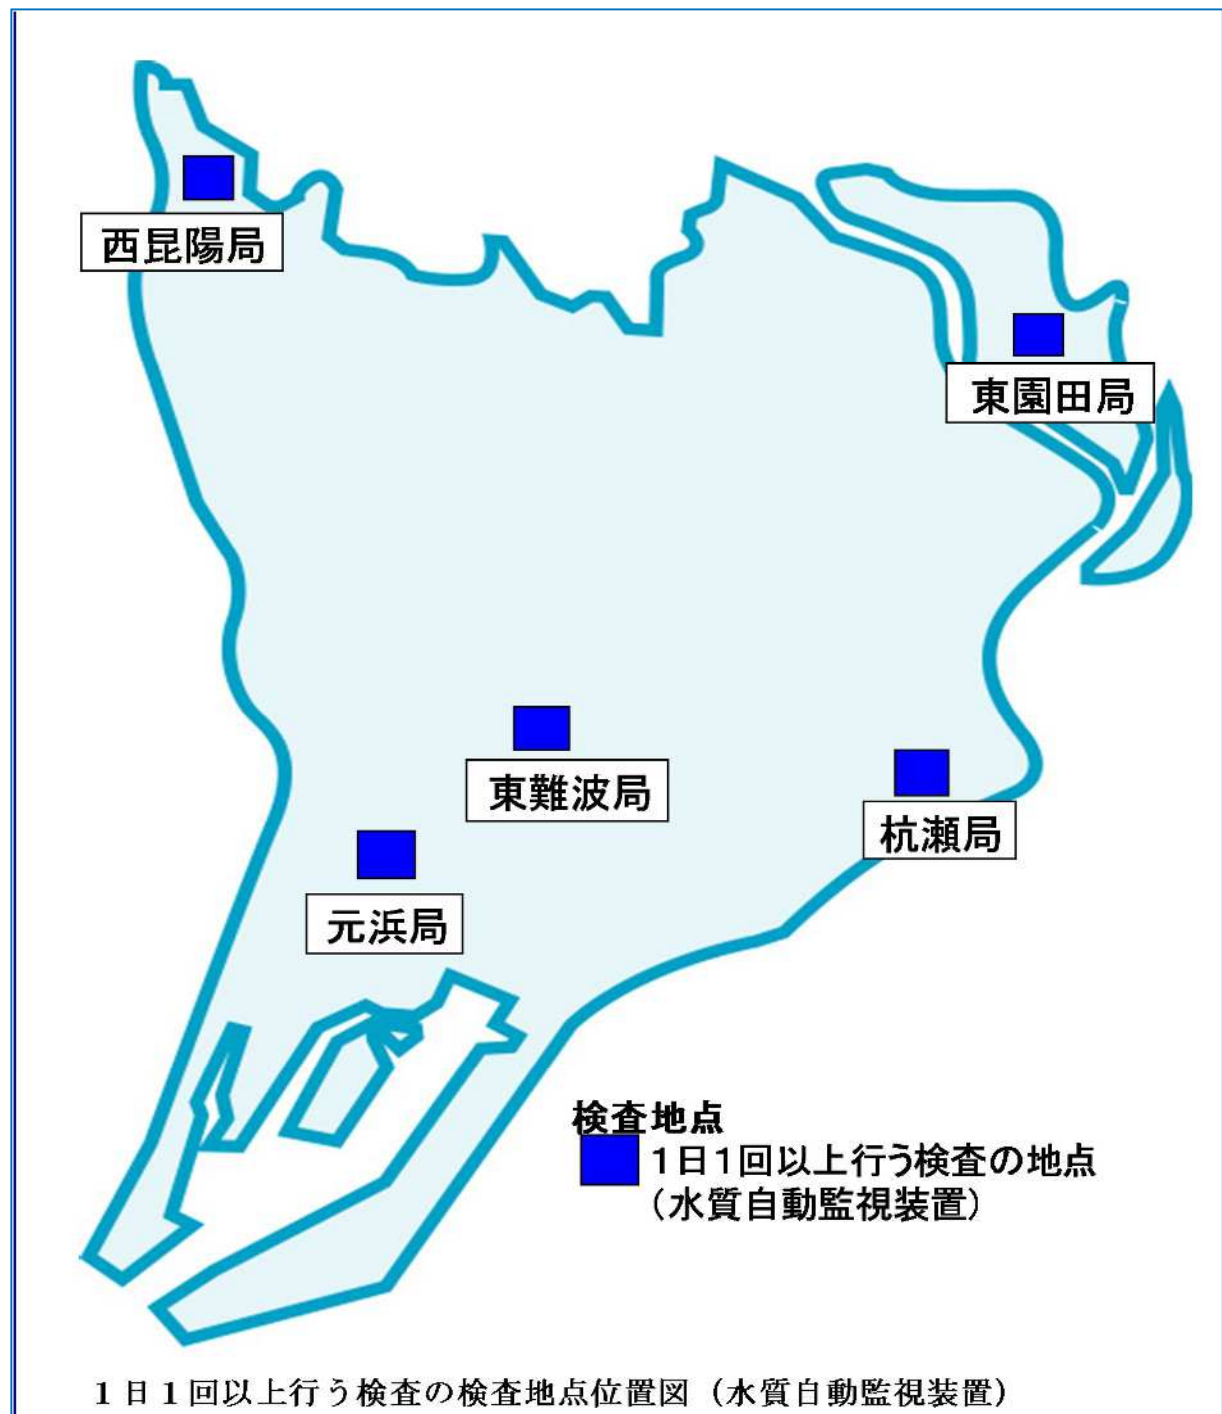 西昆陽局
東園田局
東難波局
杭瀬局
元浜局
検査地点
1日1回以上行う検査の地点
(水質自動監視装置)
1日1回以上行う検査の検査地点位置図(水質自動監視装置)